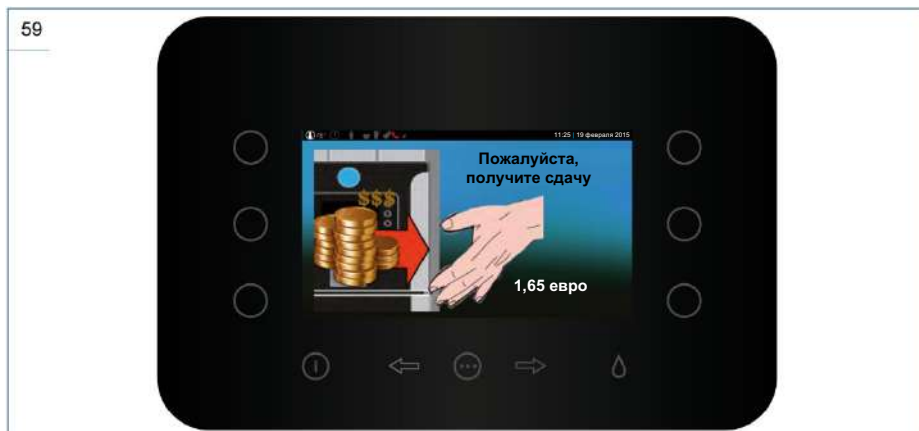 59
11:25 | 19 февраля 2015
Пожалуйста,
получите сдачу
$$$
1,65 евро